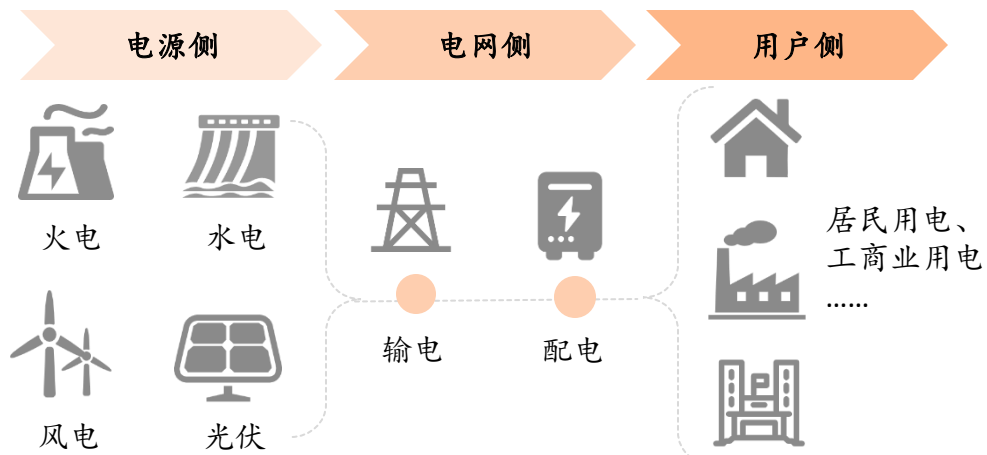 电源侧
电网侧
用户侧
火电
水电
风电
光伏
输电
配电
居民用电、
工商业用电
......